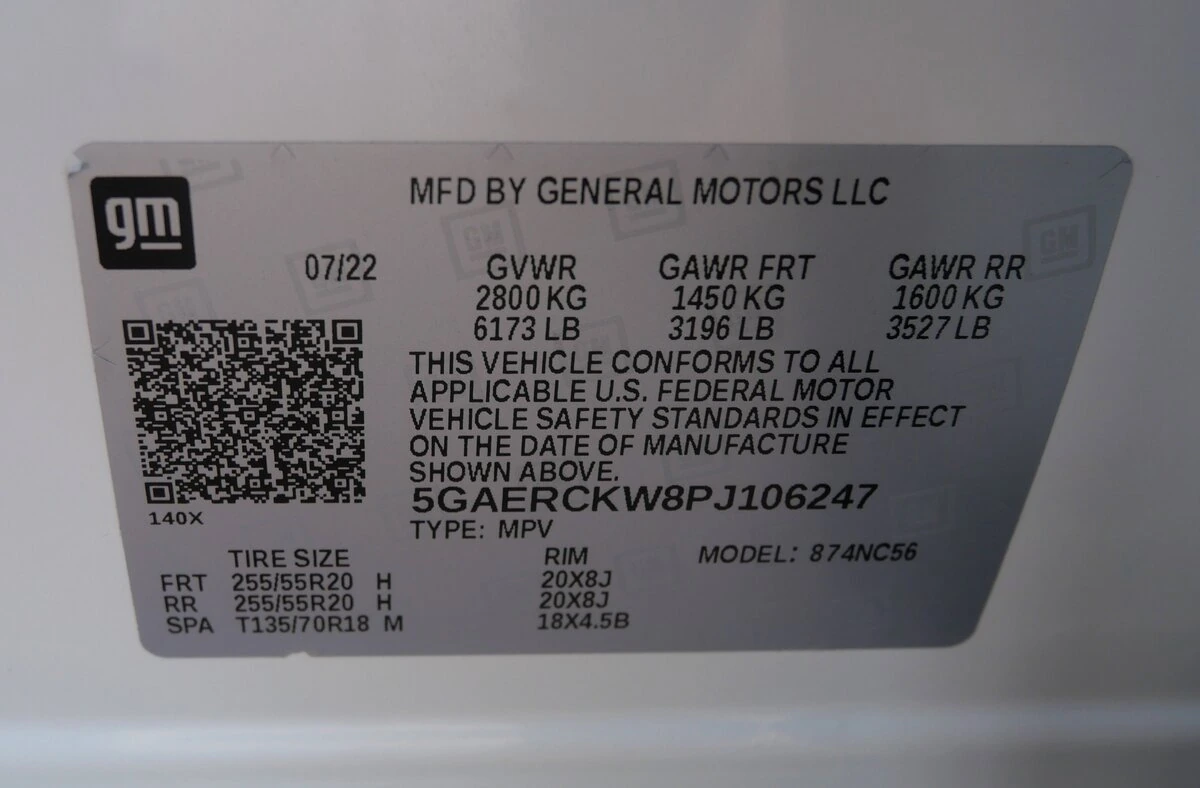 gm
MFD BY GENERAL MOTORS LLC
07/22 GVWR GAWR FRT GAWR RR
2800 KG 1450 KG 1600 KG
6173 LB 3196 LB 3527 LB
THIS VEHICLE CONFORMS TO ALL
APPLICABLE U.S. FEDERAL MOTOR
VEHICLE SAFETY STANDARDS IN EFFECT
ON THE DATE OF MANUFACTURE
SHOWN ABOVE.
5GAERCKW8PJ106247
140X
TYPE: MPV
TIRE SIZE RIM MODEL: 874NC56
FRT 255/55R20 H 20X8J
RR 255/55R20 H 20X8J
SPA T135/70R18 M 18X4.5B